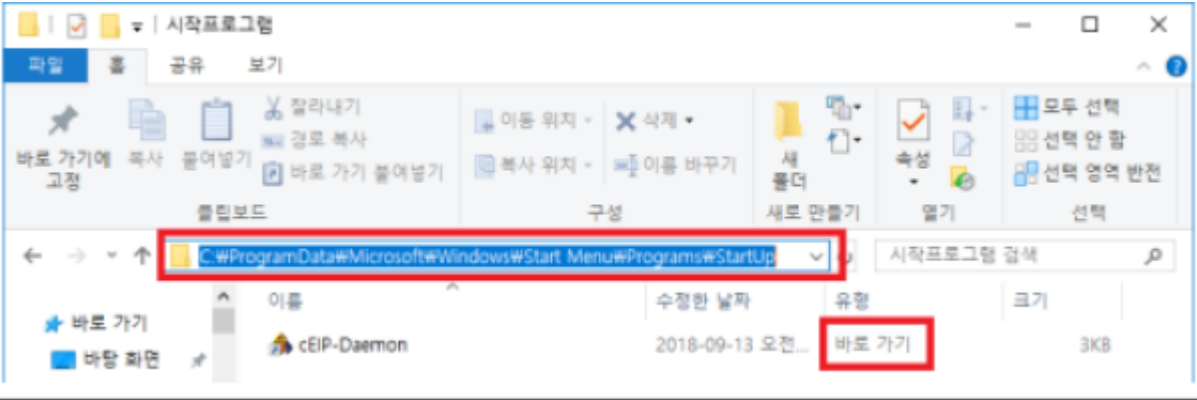 시작프로그램
파일 홈 공유 보기
바로 가기에 고정
복사
붙여넣기
잘라내기
경로 복사
바로 가기 붙여넣기
클립보드
이동 위치
복사 위치
삭제
이름 바꾸기
구성
새 폴더
새로 만들기
속성
열기
모두 선택
선택 안 함
선택 영역 반전
선택
C:₩ProgramData₩Microsoft₩Windows₩Start Menu₩Programs₩StartUp
시작프로그램 검색
이름 수정한 날짜 유형 크기
바로 가기
바탕 화면
cEIP-Daemon 2018-09-13 오전... 바로 가기 3KB